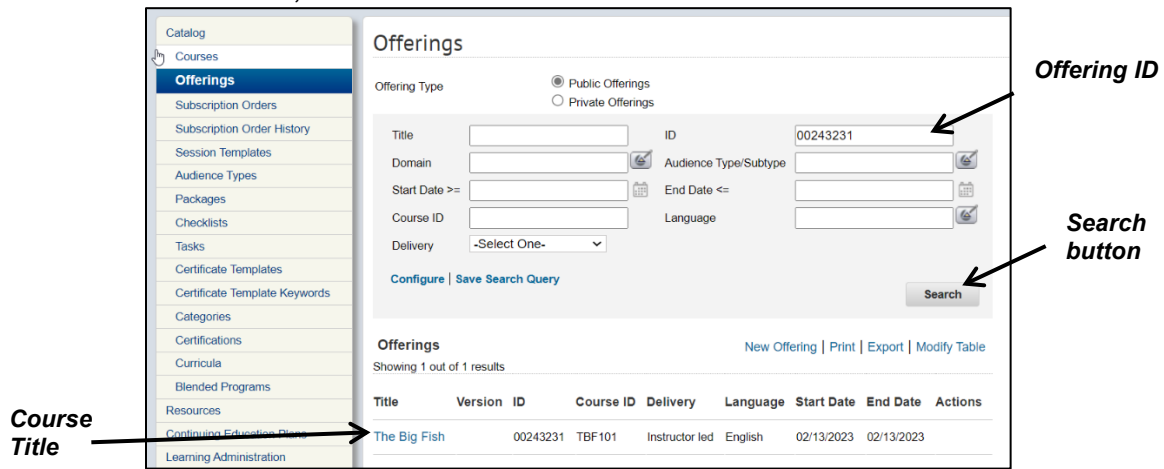 Catalog
Courses
Offerings
Subscription Orders
Subscription Order History
Session Templates
Audience Types
Packages
Checklists
Tasks
Certificate Templates
Certificate Template Keywords
Categories
Certifications
Curricula
Blended Programs
Resources
Continuing Education Plans
Learning Administration
Offerings
Offering Type
Public Offerings
Private Offerings
Title ID 00243231
Domain Audience Type/Subtype
Start Date >= End Date <=
Course ID Language
Delivery -Select One-
Configure | Save Search Query
Search
Offerings
New Offering | Print | Export | Modify Table
Showing 1 out of 1 results
Title Version ID Course ID Delivery Language Start Date End Date Actions
The Big Fish 00243231 TBF101 Instructor led English 02/13/2023 02/13/2023
Offering ID
Search
button
Course
Title